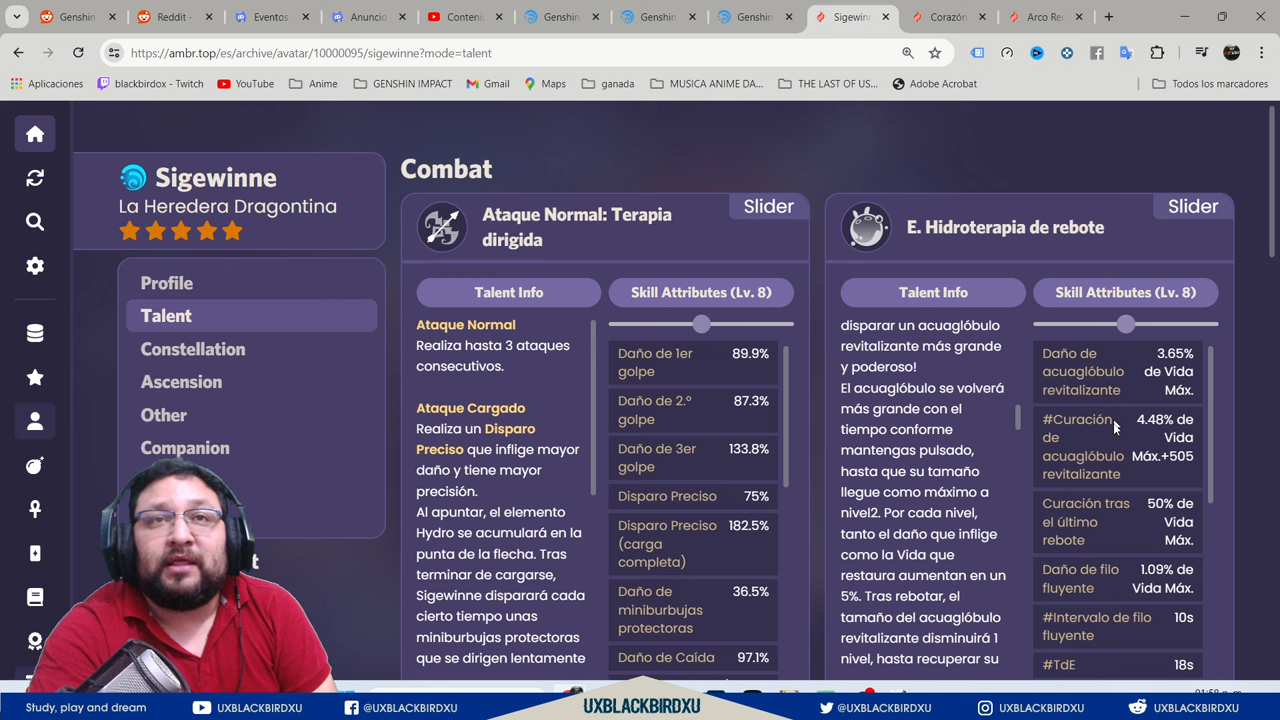 Genshin
Reddit -
Eventos
Anuncio
Conteni
Genshin
Genshin
Genshin
Sigewinn
Corazón
Arco Re
https://ambr.top/es/archive/avatar/10000095/sigewinne?mode=talent
Aplicaciones
blackbirdox - Twitch
YouTube
Anime
GENSHIN IMPACT
Gmail
Maps
ganada
MUSICA ANIME DA...
THE LAST OF US...
Adobe Acrobat
Todos los marcadores
Sigewinne
La Heredera Dragontina
Profile
Talent
Constellation
Ascension
Other
Companion
Combat
Ataque Normal: Terapia
dirigida
Slider
Talent Info
Skill Attributes (Lv. 8)
Ataque Normal
Realiza hasta 3 ataques
consecutivos.
Ataque Cargado
Realiza un Disparo
Preciso que inflige mayor
daño y tiene mayor
precisión.
Al apuntar, el elemento
Hydro se acumulará en la
punta de la flecha. Tras
terminar de cargarse,
Sigewinne disparará cada
cierto tiempo unas
miniburbujas protectoras
que se dirigen lentamente
Daño de 1er 89.9%
golpe
Daño de 2.º 87.3%
golpe
Daño de 3er 133.8%
golpe
Disparo Preciso 75%
Disparo Preciso 182.5%
(carga
completa)
Daño de 36.5%
miniburbujas
protectoras
Daño de Caída 97.1%
E. Hidroterapia de rebote
Slider
Talent Info
Skill Attributes (Lv. 8)
disparar un acuaglóbulo
revitalizante más grande
y poderoso!
El acuaglóbulo se volverá
más grande con el
tiempo conforme
mantengas pulsado,
hasta que su tamaño
llegue como máximo a
nivel2. Por cada nivel,
tanto el daño que inflige
como la Vida que
restaura aumentan en un
5%. Tras rebotar, el
tamaño del acuaglóbulo
revitalizante disminuirá 1
nivel, hasta recuperar su
Daño de 3.65%
acuaglóbulo de Vida
revitalizante Máx.
#Curación 4.48% de
de Vida
acuaglóbulo Máx.+505
revitalizante
Curación tras 50% de
el último Vida
rebote Máx.
Daño de filo 1.09% de
fluyente Vida Máx.
#Intervalo de filo 10s
fluyente
#TdE 18s
Study, play and dream
UXBLACKBIRDXU
@UXBLACKBIRDXU
UXBLACKBIRDXU
@UXBLACKBIRDXU
UXBLACKBIRDXU
UXBLACKBIRDXU